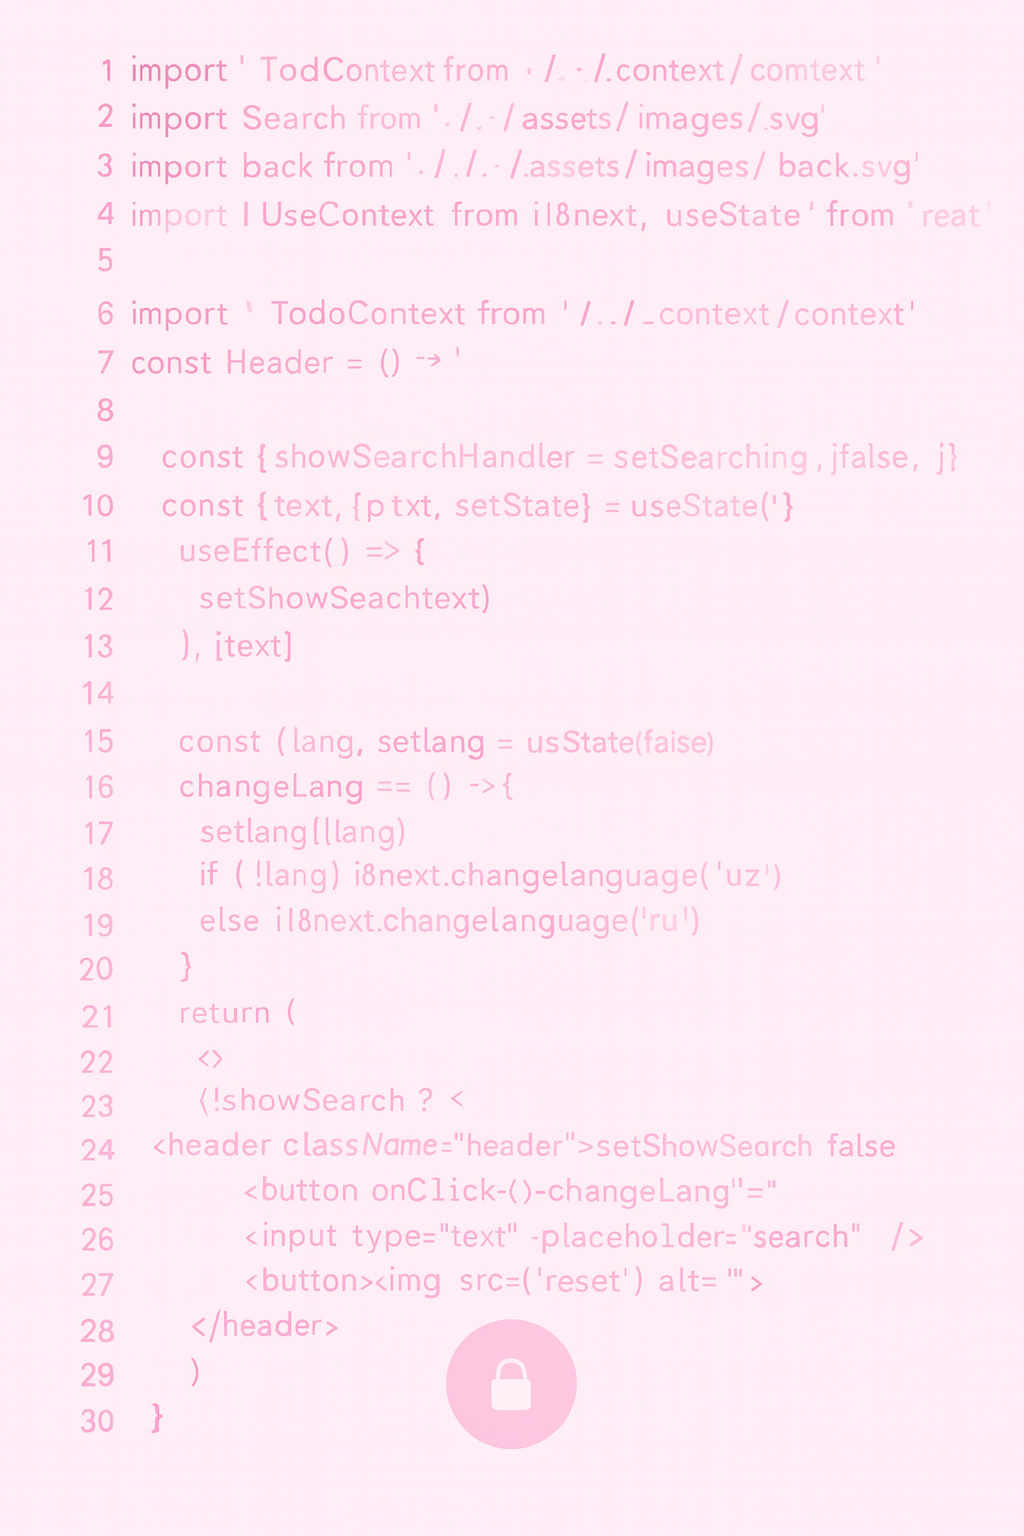 1 import ' TodContext from ' /. . /.context/comtext '
2 import Search from '. /. - / assets/images/.svg'
3 import back from './ ./. - /.assets/images/ back.svg'
4 import I UseContext from iI8next, useState ' from 'reat'
5
6 import ' TodoContext from '/ . . / _context/context'
7 const Header = () -→ '
8
9 const { showSearchHandler = setSearching , jfalse, j}
10 const { text, {p txt, setState} = useState('}
11 useEffect( ) => {
12 setShowSeachtext)
13 ), [text]
14
15 const (lang, setlang = usState(faise)
16 changeLang == () ->{
17 setlang((lang)
18 if ( !lang) i8next.changelanguage('uz')
19 else iI8next.changelanguage('ru')
20 }
21 return (
22 <>
23 (!showSearch ? <
24 <header className="header">setShowSearch false
25 <button onClick-()-changeLang"="
26 <input type="text" -placeholder="search" />
27 <button><img src=('reset') alt= "">
28 </header>
29 )
30 }